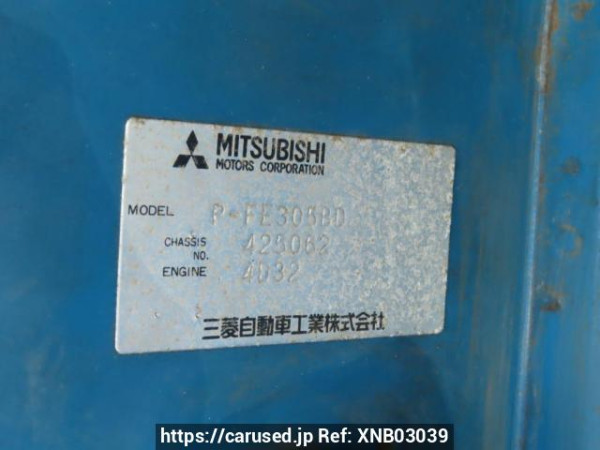 MITSUBISHI
MOTORS CORPORATION
MODEL P-FE305BD
CHASSIS NO. 425062
ENGINE 4D32
三菱自動車工業株式会社
https://carused.jp Ref: XNB03039